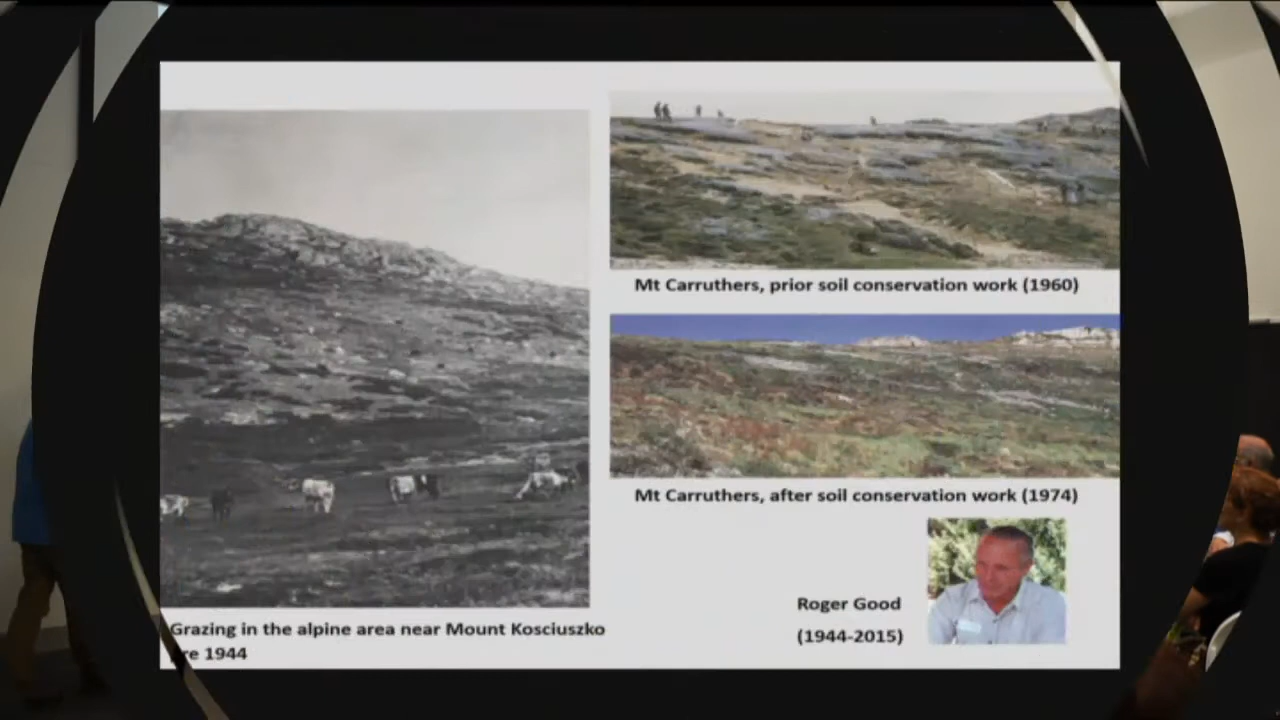 Mt Carruthers, prior soil conservation work (1960)
Mt Carruthers, after soil conservation work (1974)
Roger Good
(1944-2015)
Grazing in the alpine area near Mount Kosciuszko
re 1944